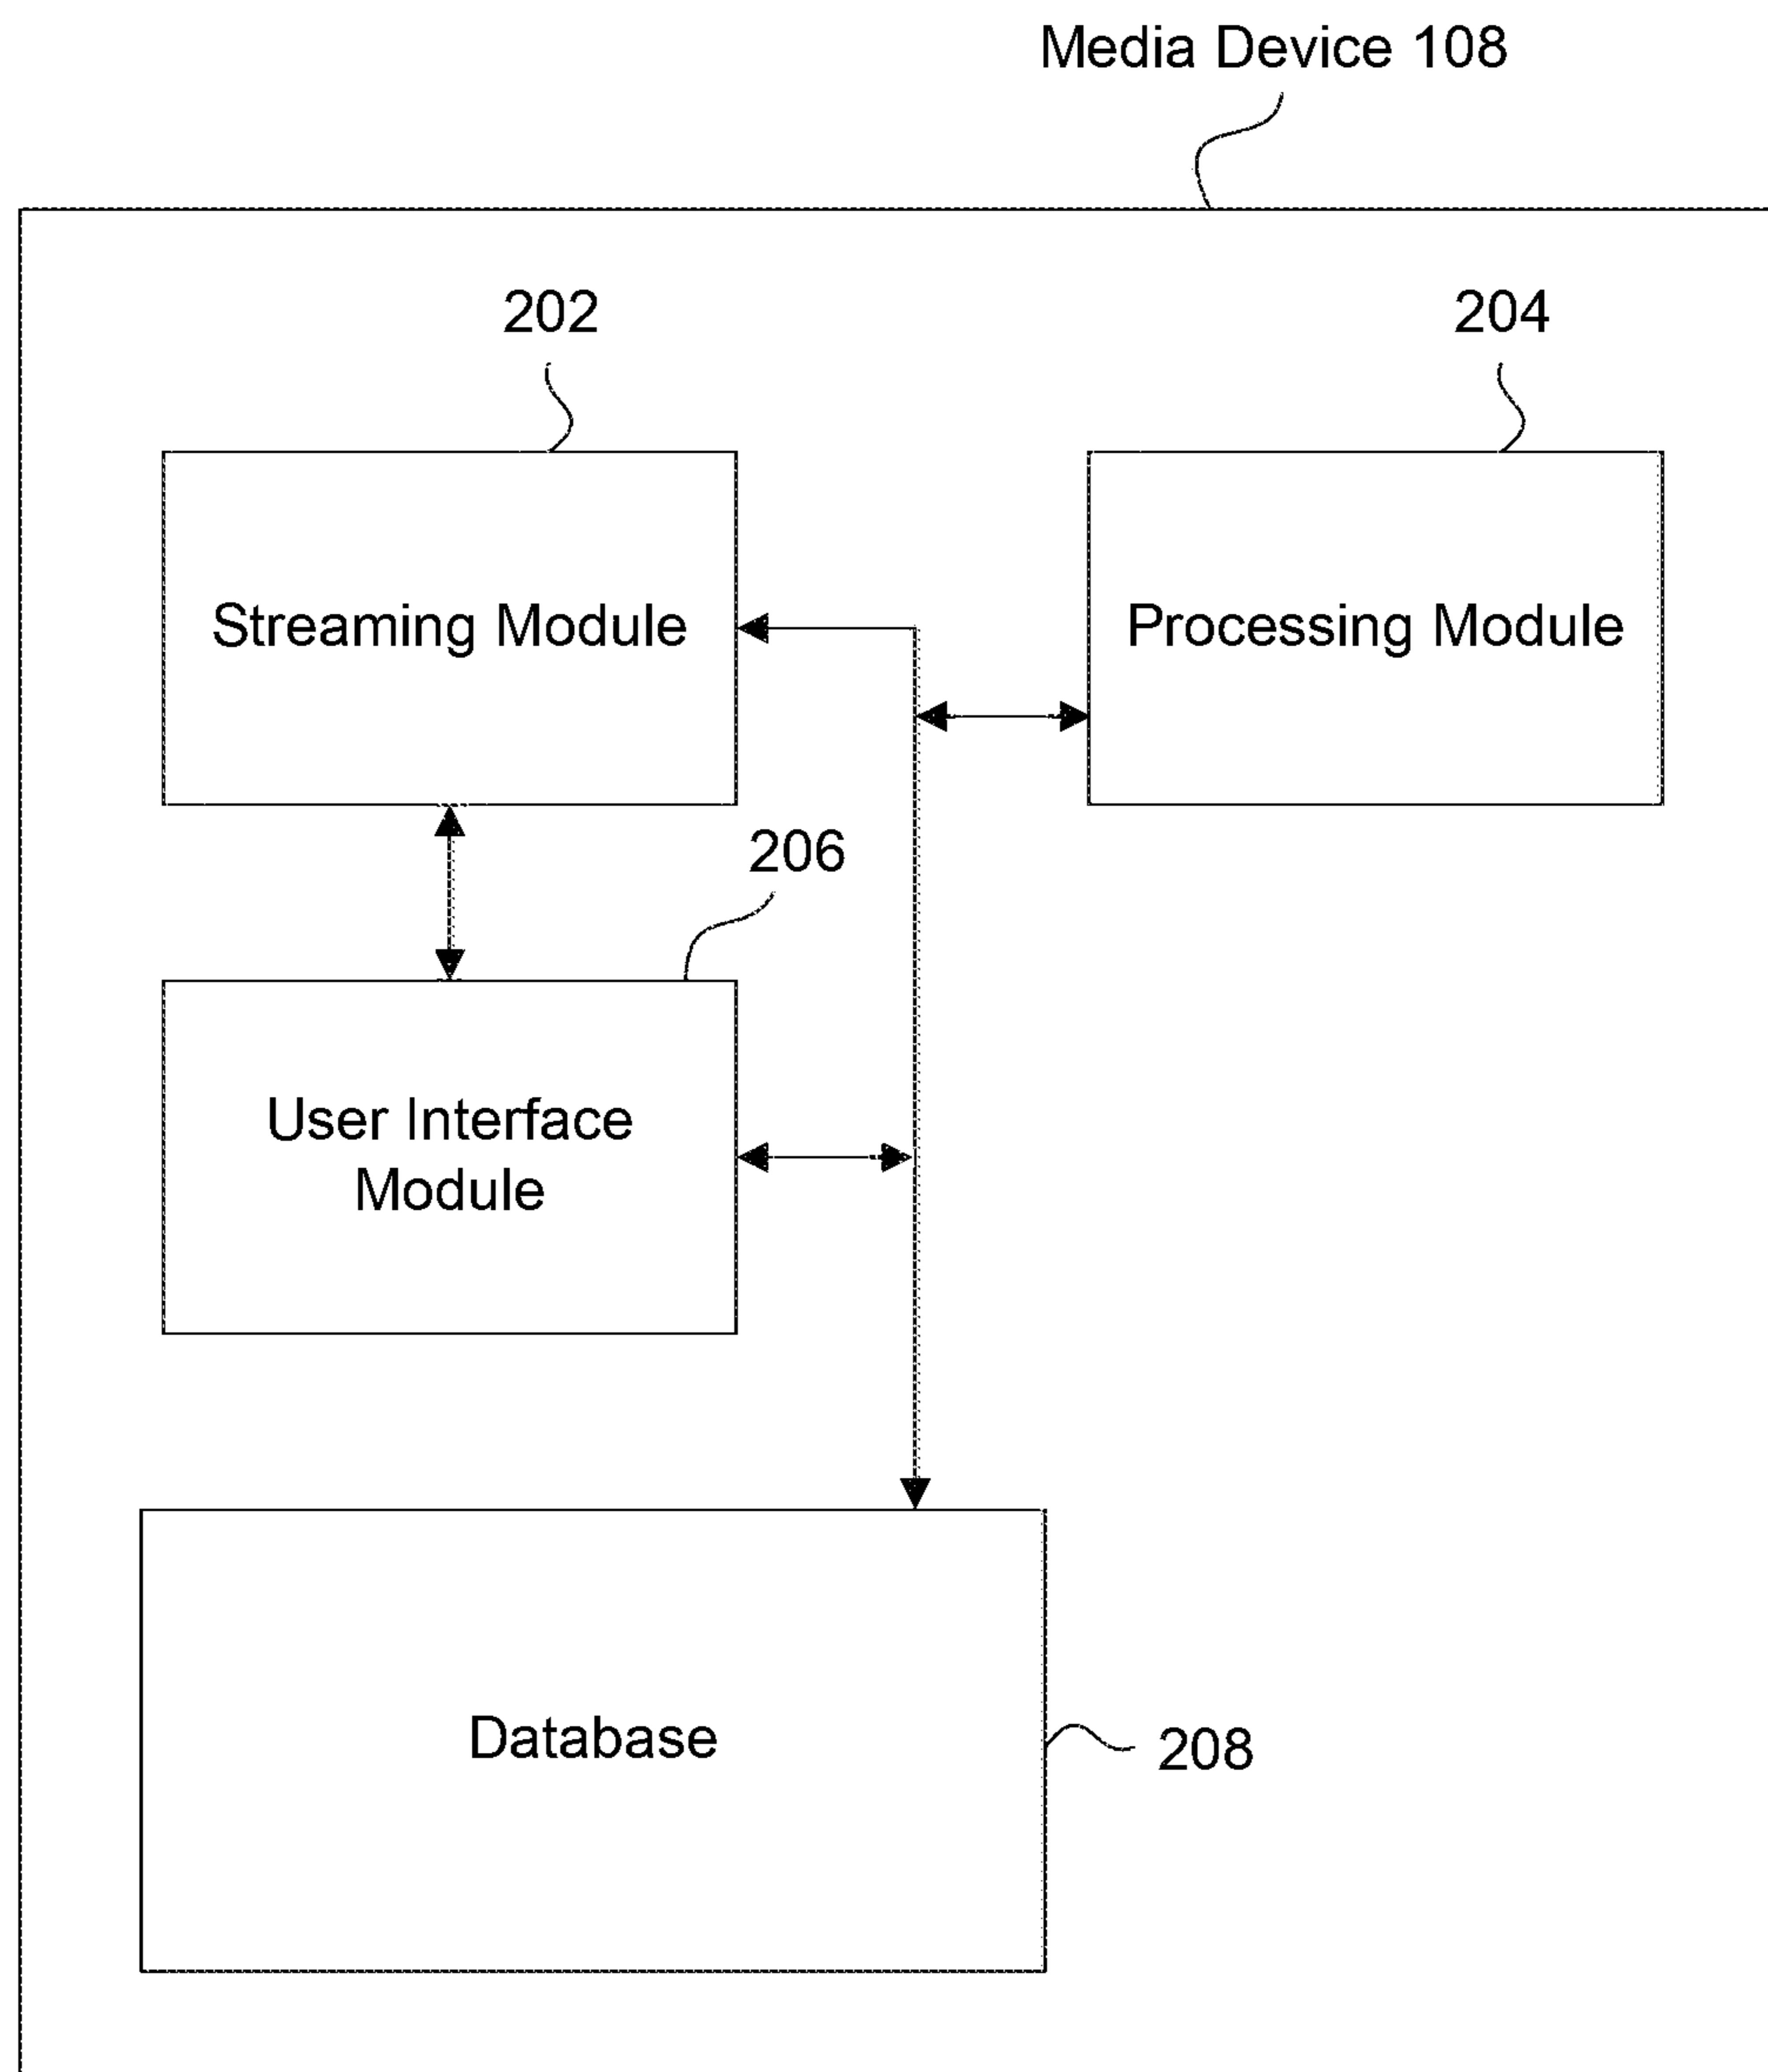 Media Device 108
202
204
Streaming Module
Processing Module
206
User Interface
Module
Database
208